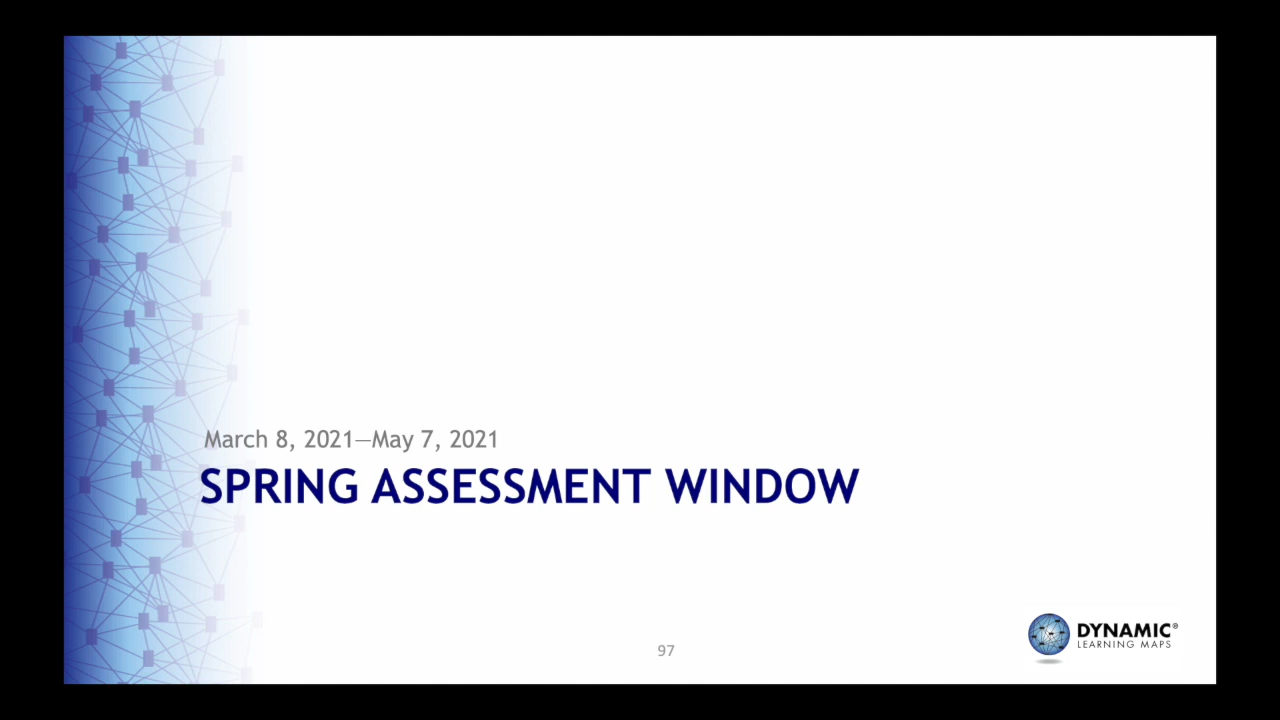 March 8, 2021—May 7, 2021
SPRING ASSESSMENT WINDOW
97
DYNAMIC®
LEARNING MAPS